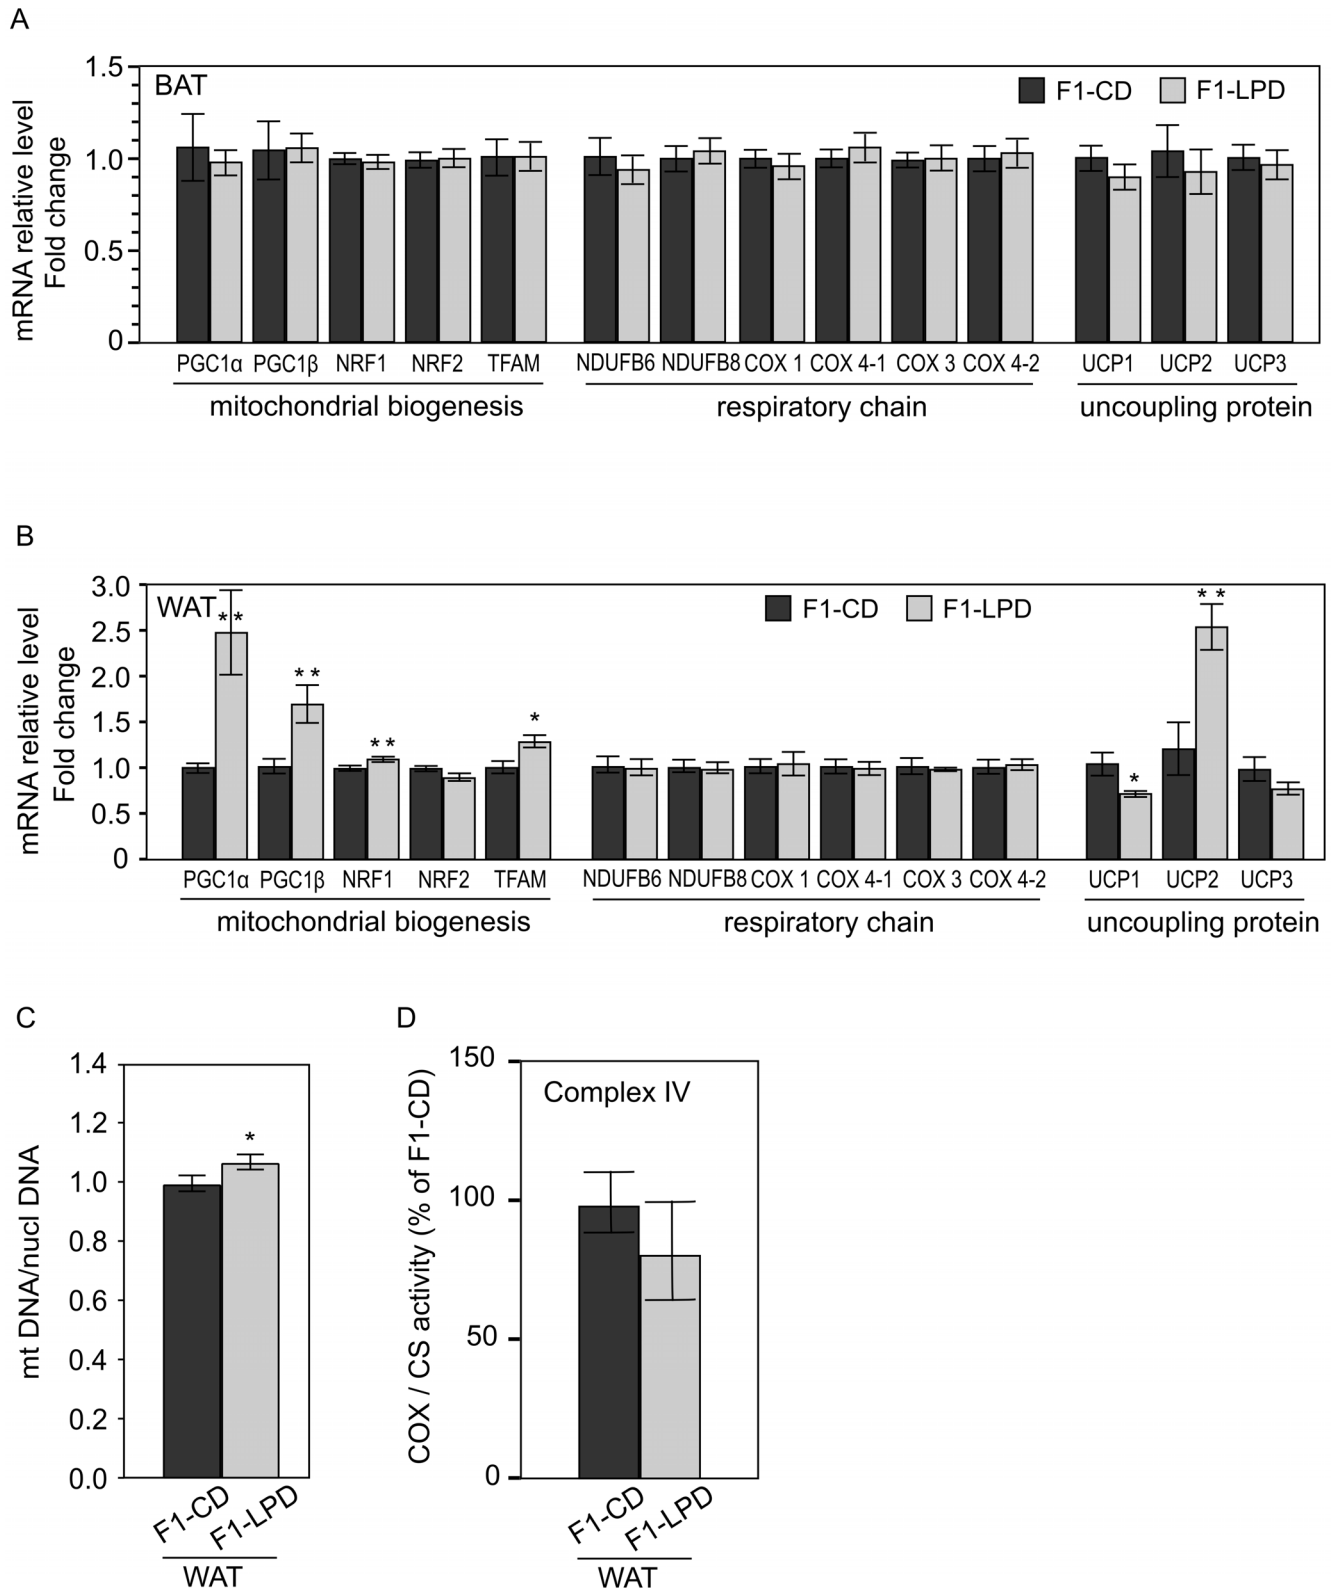 A
BAT
F1-CD
F1-LPD
mRNA relative level
Fold change
1.5
1.0
0.5
0
PGC1α PGC1β NRF1 NRF2 TFAM NDUFB6 NDUFB8 COX 1 COX 4-1 COX 3 COX 4-2 UCP1 UCP2 UCP3
mitochondrial biogenesis respiratory chain uncoupling protein
B
WAT
F1-CD
F1-LPD
mRNA relative level
Fold change
3.0
2.5
2.0
1.5
1.0
0.5
0
**
**
**
*
*
**
PGC1α PGC1β NRF1 NRF2 TFAM NDUFB6 NDUFB8 COX 1 COX 4-1 COX 3 COX 4-2 UCP1 UCP2 UCP3
mitochondrial biogenesis respiratory chain uncoupling protein
C
mt DNA/nucl DNA
1.4
1.2
1.0
0.8
0.6
0.4
0.2
0.0
*
F1-CD
F1-LPD
WAT
D
COX / CS activity (% of F1-CD)
150
100
50
0
Complex IV
F1-CD
F1-LPD
WAT